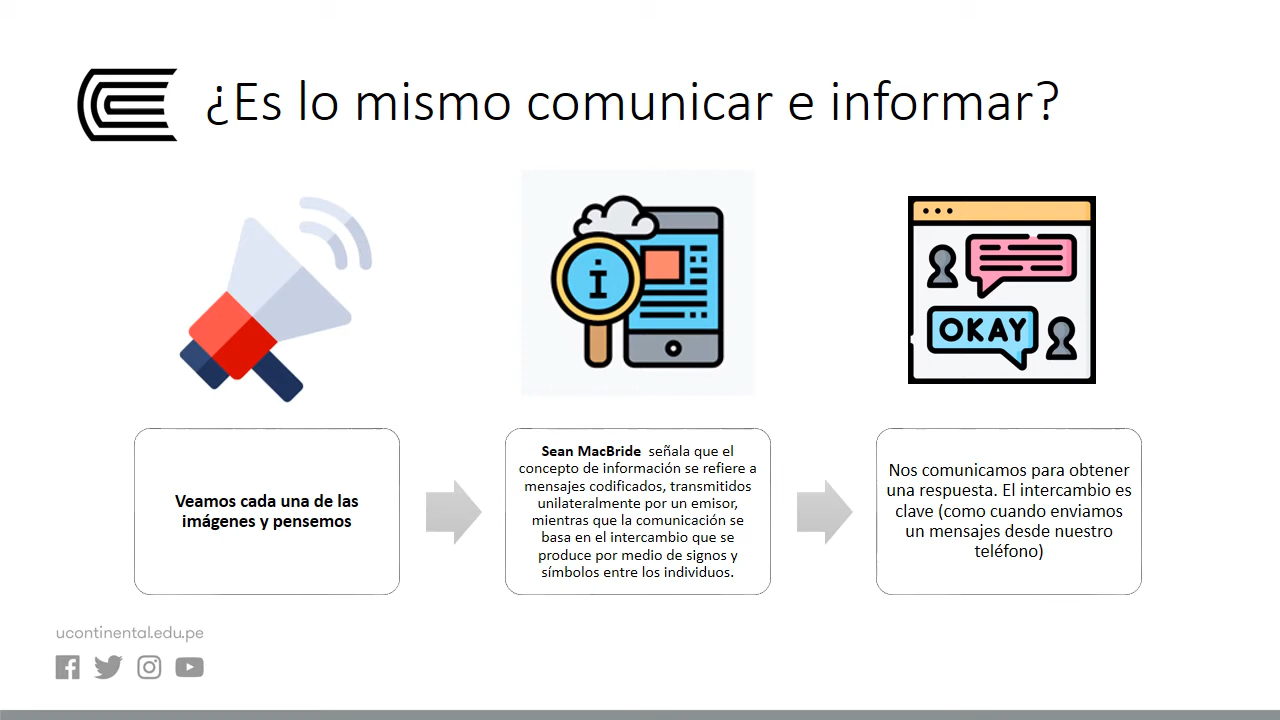 ¿Es lo mismo comunicar e informar?
i
OKAY
Veamos cada una de las
imágenes y pensemos
Sean MacBride señala que el
concepto de información se refiere a
mensajes codificados, transmitidos
unilateralmente por un emisor,
mientras que la comunicación se
basa en el intercambio que se
produce por medio de signos y
símbolos entre los individuos.
Nos comunicamos para obtener
una respuesta. El intercambio es
clave (como cuando enviamos
un mensajes desde nuestro
teléfono)
ucontinental.edu.pe